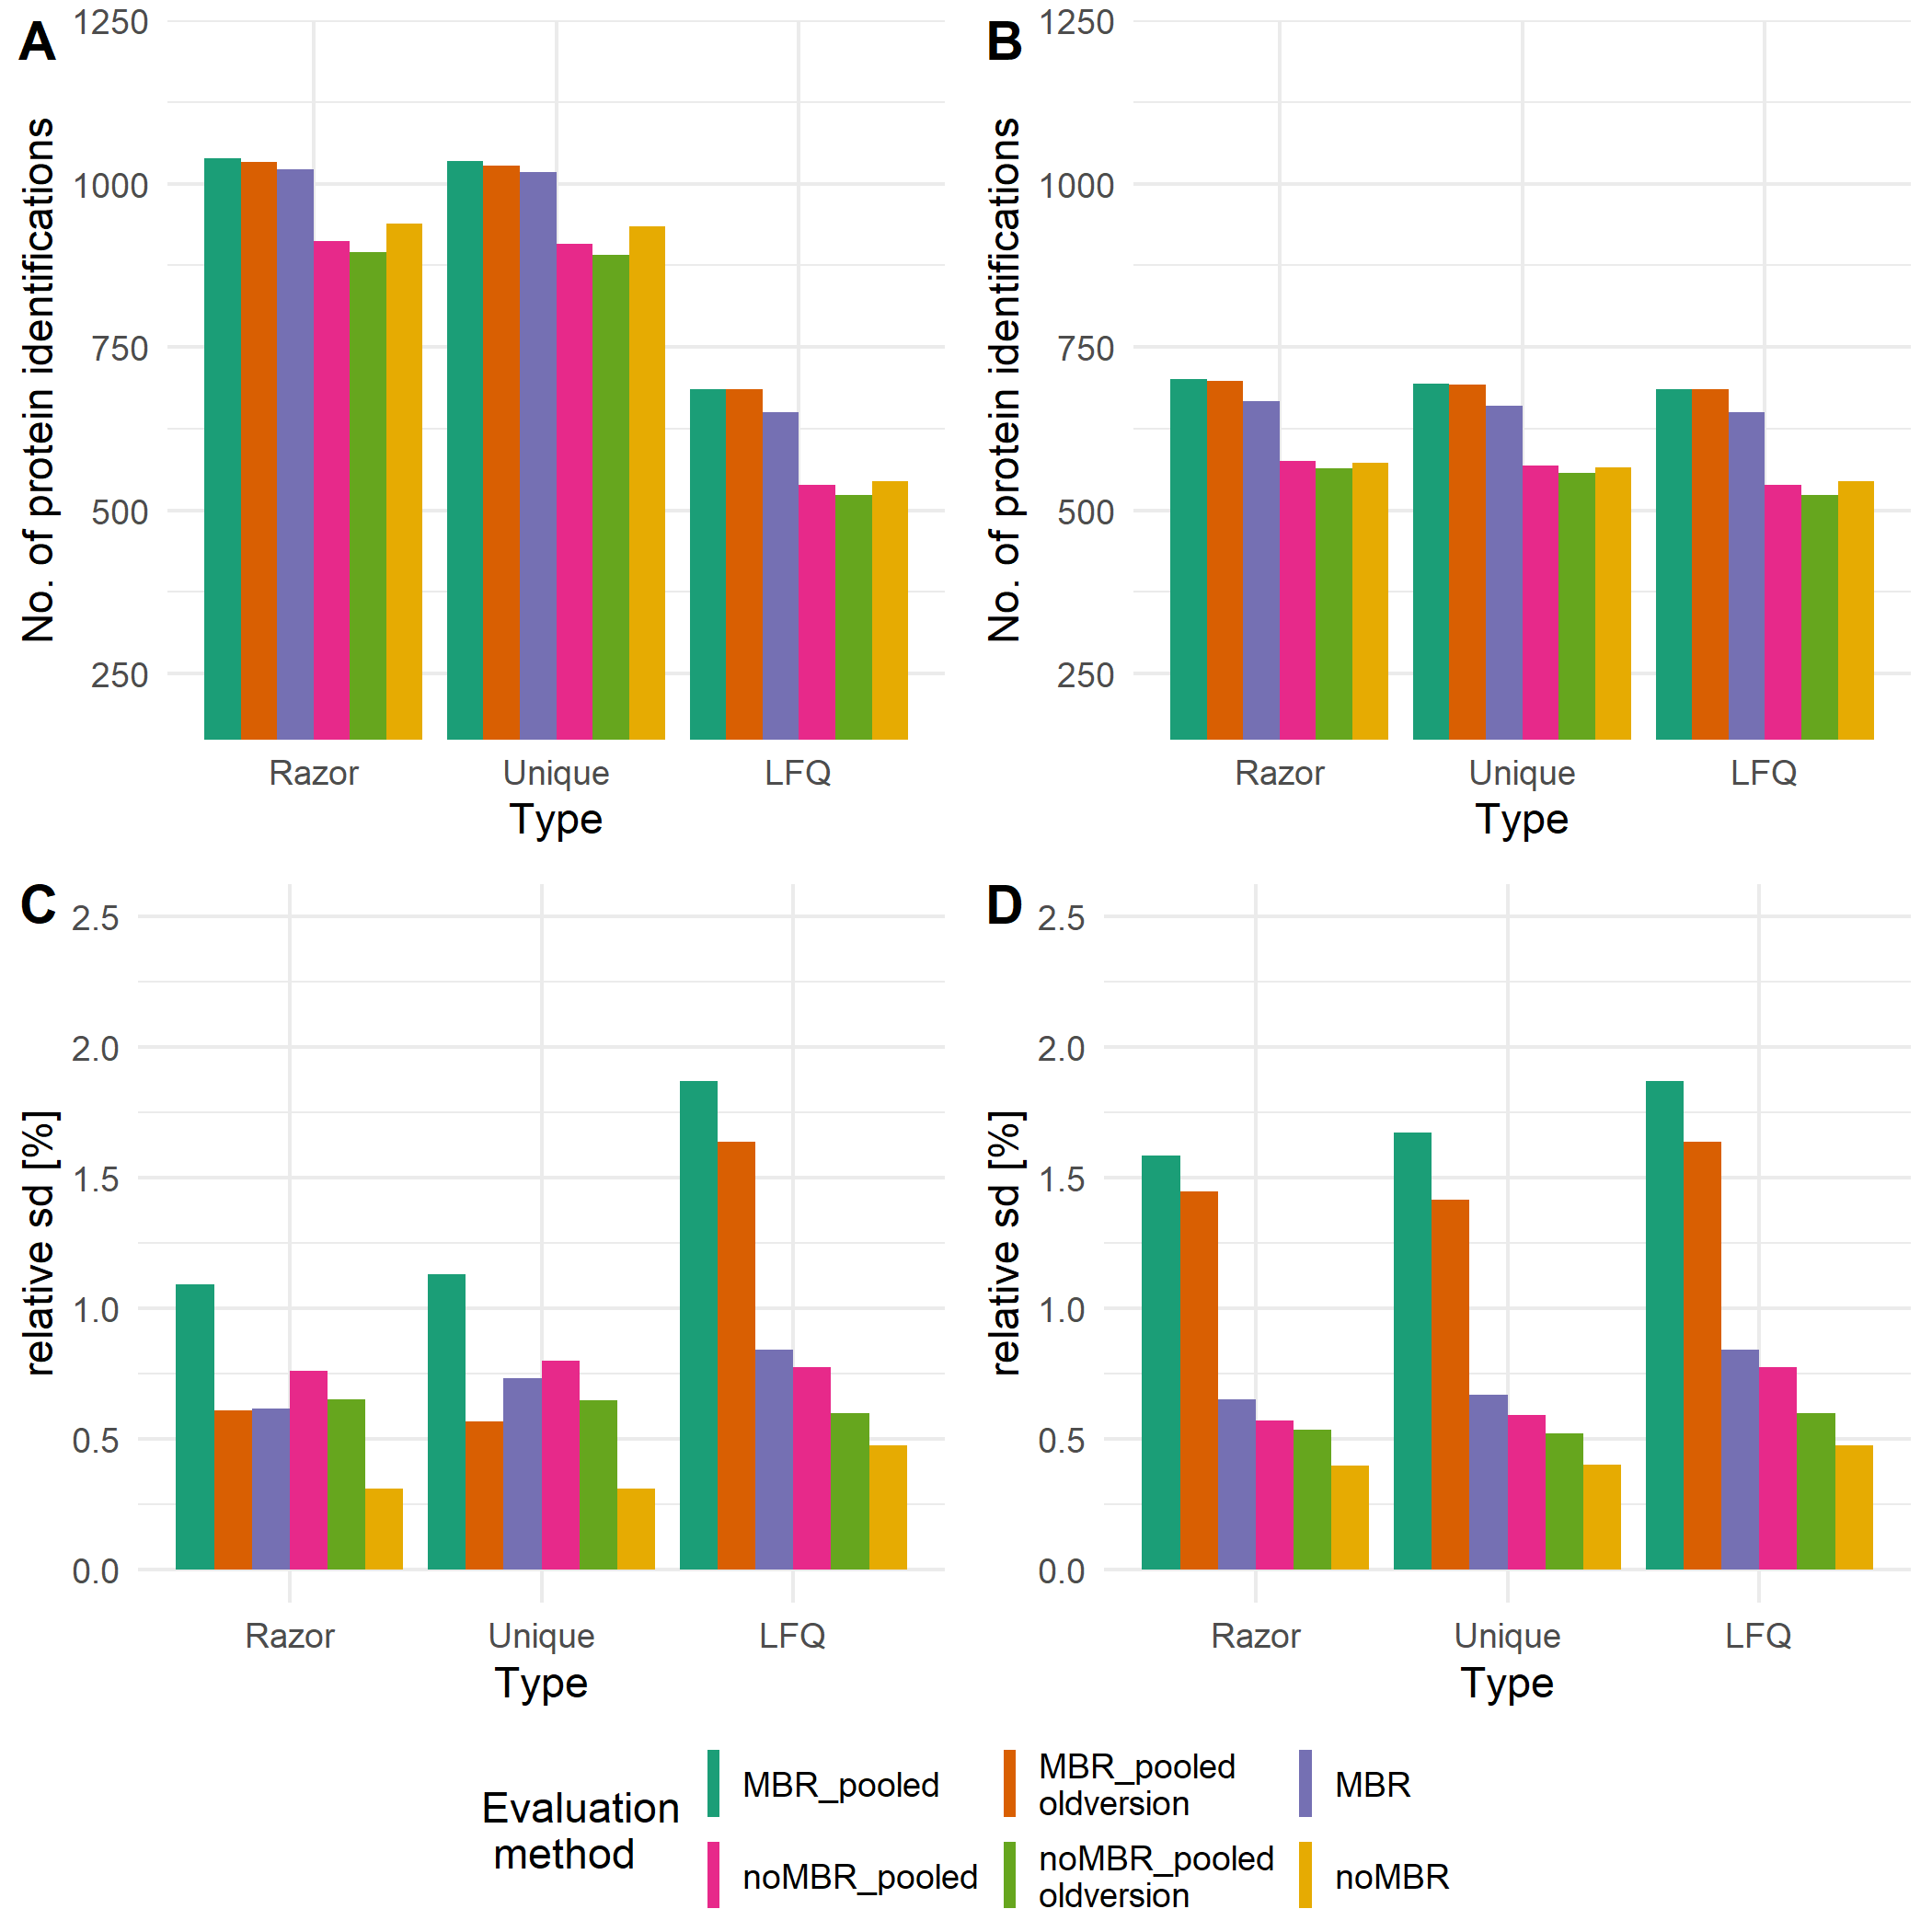 A
1250
1000
750
500
250
No. of protein identifications
Razor
Unique
LFQ
Type
B
1250
1000
750
500
250
No. of protein identifications
Razor
Unique
LFQ
Type
C
2.5
2.0
1.5
1.0
0.5
0.0
relative sd [%]
Razor
Unique
LFQ
Type
D
2.5
2.0
1.5
1.0
0.5
0.0
relative sd [%]
Razor
Unique
LFQ
Type
Evaluation
method
MBR_pooled
MBR_pooled
oldversion
MBR
noMBR_pooled
noMBR_pooled
oldversion
noMBR